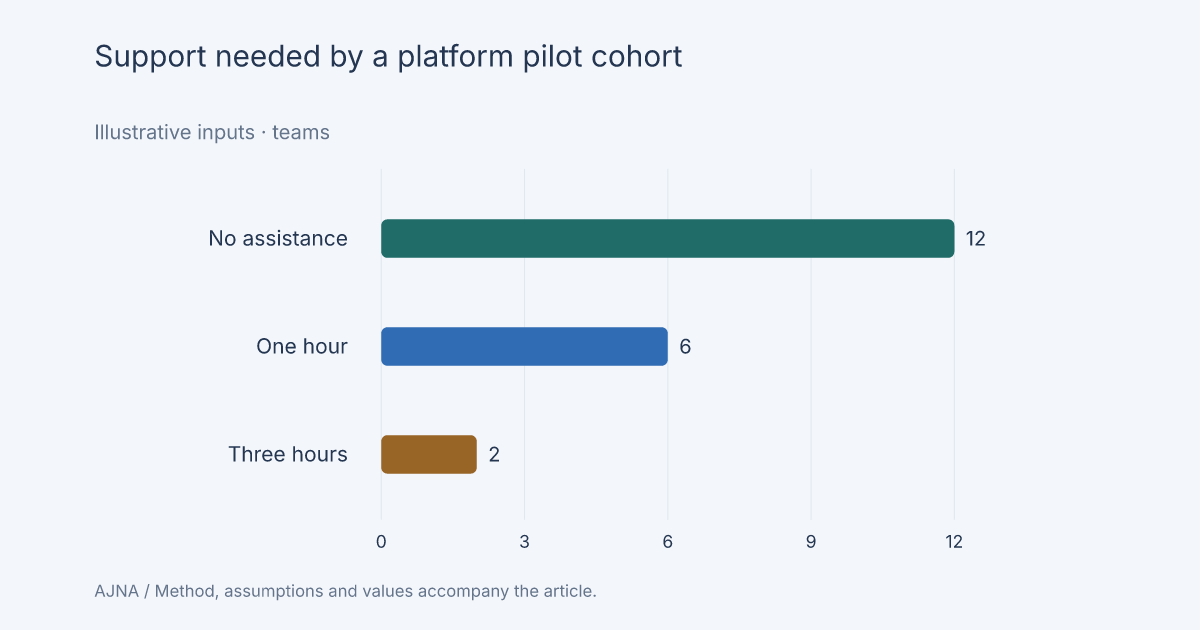 Support needed by a platform pilot cohort
Illustrative inputs · teams
No assistance 12
One hour 6
Three hours 2
0 3 6 9 12
AJNA / Method, assumptions and values accompany the article.